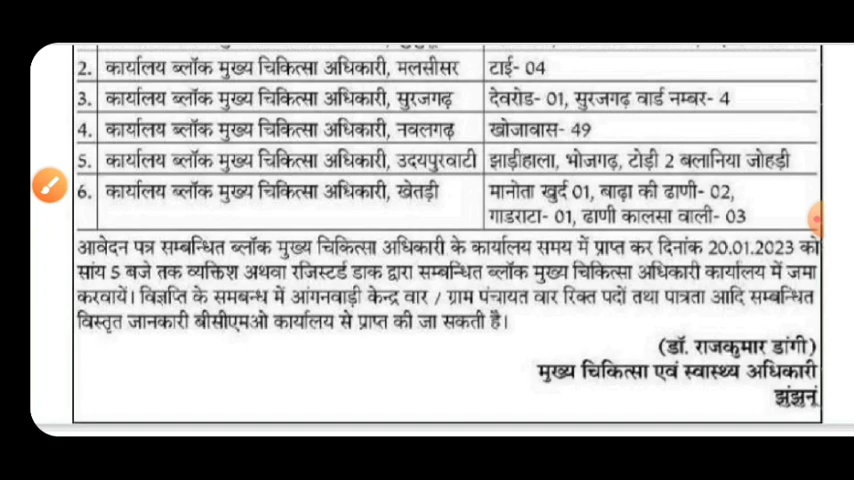 2. कार्यालय ब्लॉक मुख्य चिकित्सा अधिकारी, मलसीसर टाई- 04
3. कार्यालय ब्लॉक मुख्य चिकित्सा अधिकारी, सुरजगढ़ देवरोड- 01, सुरजगढ़ वार्ड नम्बर- 4
4. कार्यालय ब्लॉक मुख्य चिकित्सा अधिकारी, नवलगढ़ खोजावास- 49
5. कार्यालय ब्लॉक मुख्य चिकित्सा अधिकारी, उदयपुरवाटी झाड़ीहाला, भोजगढ़, टोड़ी 2 बलानिया जोहड़ी
6. कार्यालय ब्लॉक मुख्य चिकित्सा अधिकारी, खेतड़ी मानोता खुर्द 01, बाढ़ा की ढाणी- 02,
गाडराटा- 01, ढाणी कालसा वाली- 03
आवेदन पत्र सम्बन्धित ब्लॉक मुख्य चिकित्सा अधिकारी के कार्यालय समय में प्राप्त कर दिनांक 20.01.2023 को
सांय 5 बजे तक व्यक्तिश अथवा रजिस्टर्ड डाक द्वारा सम्बन्धित ब्लॉक मुख्य चिकित्सा अधिकारी कार्यालय में जमा
करवायें। विज्ञप्ति के समबन्ध में आंगनवाड़ी केन्द्र वार / ग्राम पंचायत वार रिक्त पदों तथा पात्रता आदि सम्बन्धित
विस्तृत जानकारी बीसीएमओ कार्यालय से प्राप्त की जा सकती है।
(डॉ. राजकुमार डांगी)
मुख्य चिकित्सा एवं स्वास्थ्य अधिकारी
झुंझुनूं